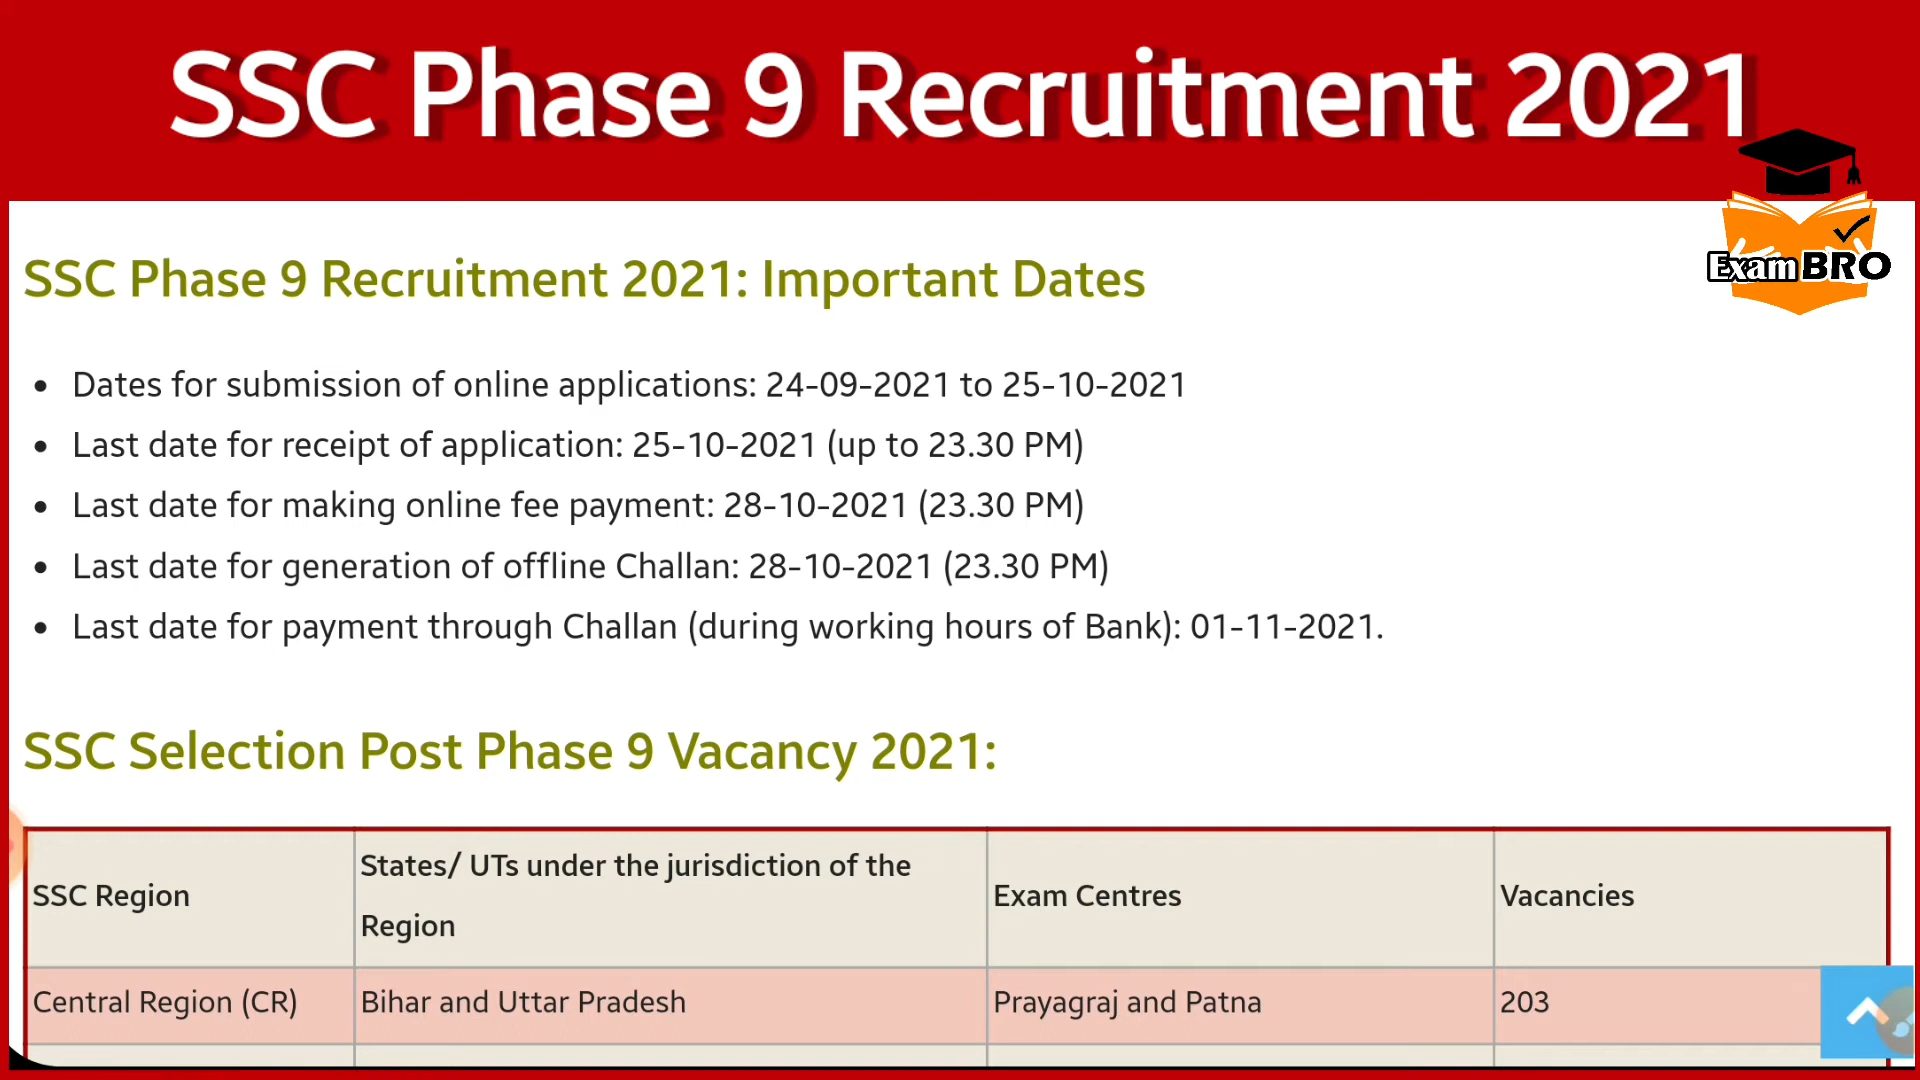 SSC Phase 9 Recruitment 2021
ExamBRO
SSC Phase 9 Recruitment 2021: Important Dates
• Dates for submission of online applications: 24-09-2021 to 25-10-2021
• Last date for receipt of application: 25-10-2021 (up to 23.30 PM)
• Last date for making online fee payment: 28-10-2021 (23.30 PM)
• Last date for generation of offline Challan: 28-10-2021 (23.30 PM)
• Last date for payment through Challan (during working hours of Bank): 01-11-2021.
SSC Selection Post Phase 9 Vacancy 2021:
SSC Region
States/ UTs under the jurisdiction of the
Region
Exam Centres
Vacancies
Central Region (CR)
Bihar and Uttar Pradesh
Prayagraj and Patna
203